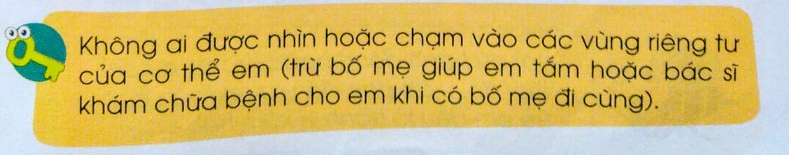 Không ai được nhìn hoặc chạm vào các vùng riêng tư
của cơ thể em (trừ bố mẹ giúp em tắm hoặc bác sĩ
khám chữa bệnh cho em khi có bố mẹ đi cùng).